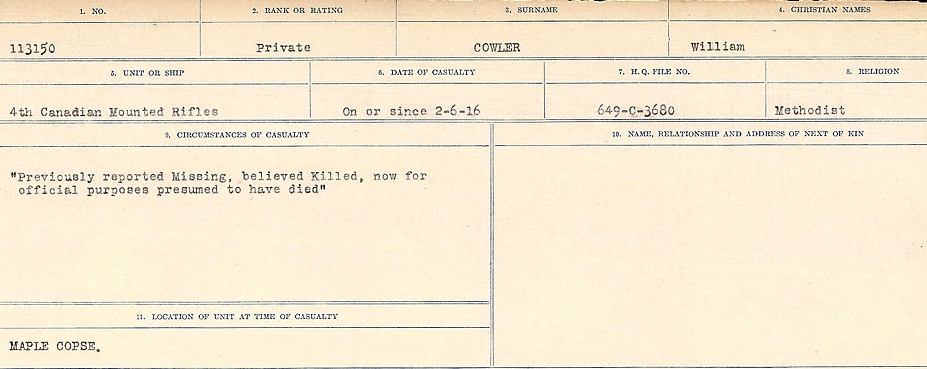 1. NO. 2. RANK OR RATING 3. SURNAME 4. CHRISTIAN NAMES
113150 Private COWLER William
5. UNIT OR SHIP 6. DATE OF CASUALTY 7. H. Q. FILE NO. 8. RELIGION
4th Canadian Mounted Rifles On or since 2-6-16 649-C-3680 Methodist
9. CIRCUMSTANCES OF CASUALTY 10. NAME, RELATIONSHIP AND ADDRESS OF NEXT OF KIN
"Previously reported Missing, believed Killed, now for
official purposes presumed to have died"
11. LOCATION OF UNIT AT TIME OF CASUALTY
MAPLE COPSE.